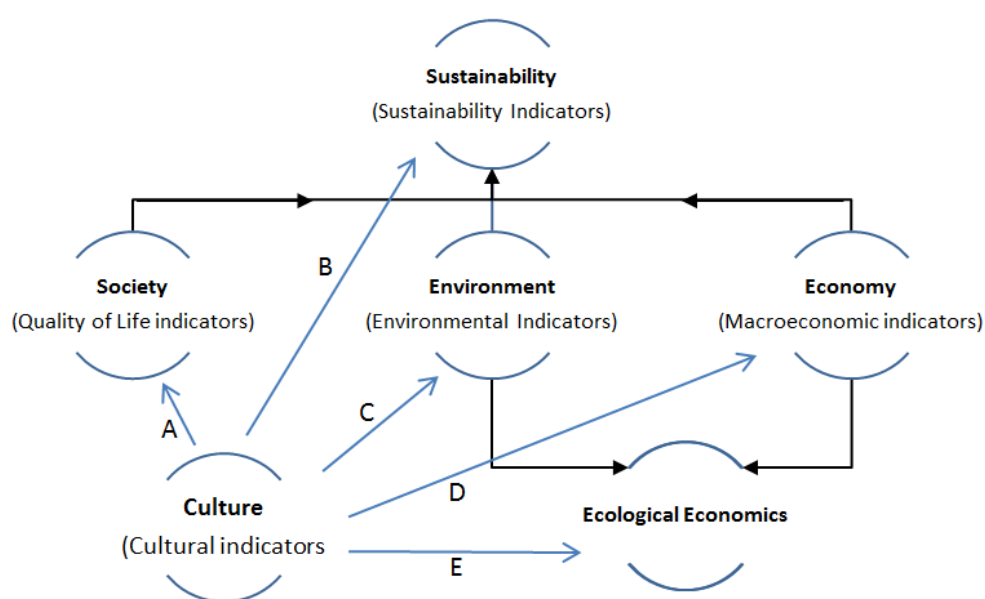 Sustainability
(Sustainability Indicators)
B
Society
(Quality of Life indicators)
Environment
(Environmental Indicators)
Economy
(Macroeconomic indicators)
A
C
D
Culture
(Cultural indicators
Ecological Economics
E